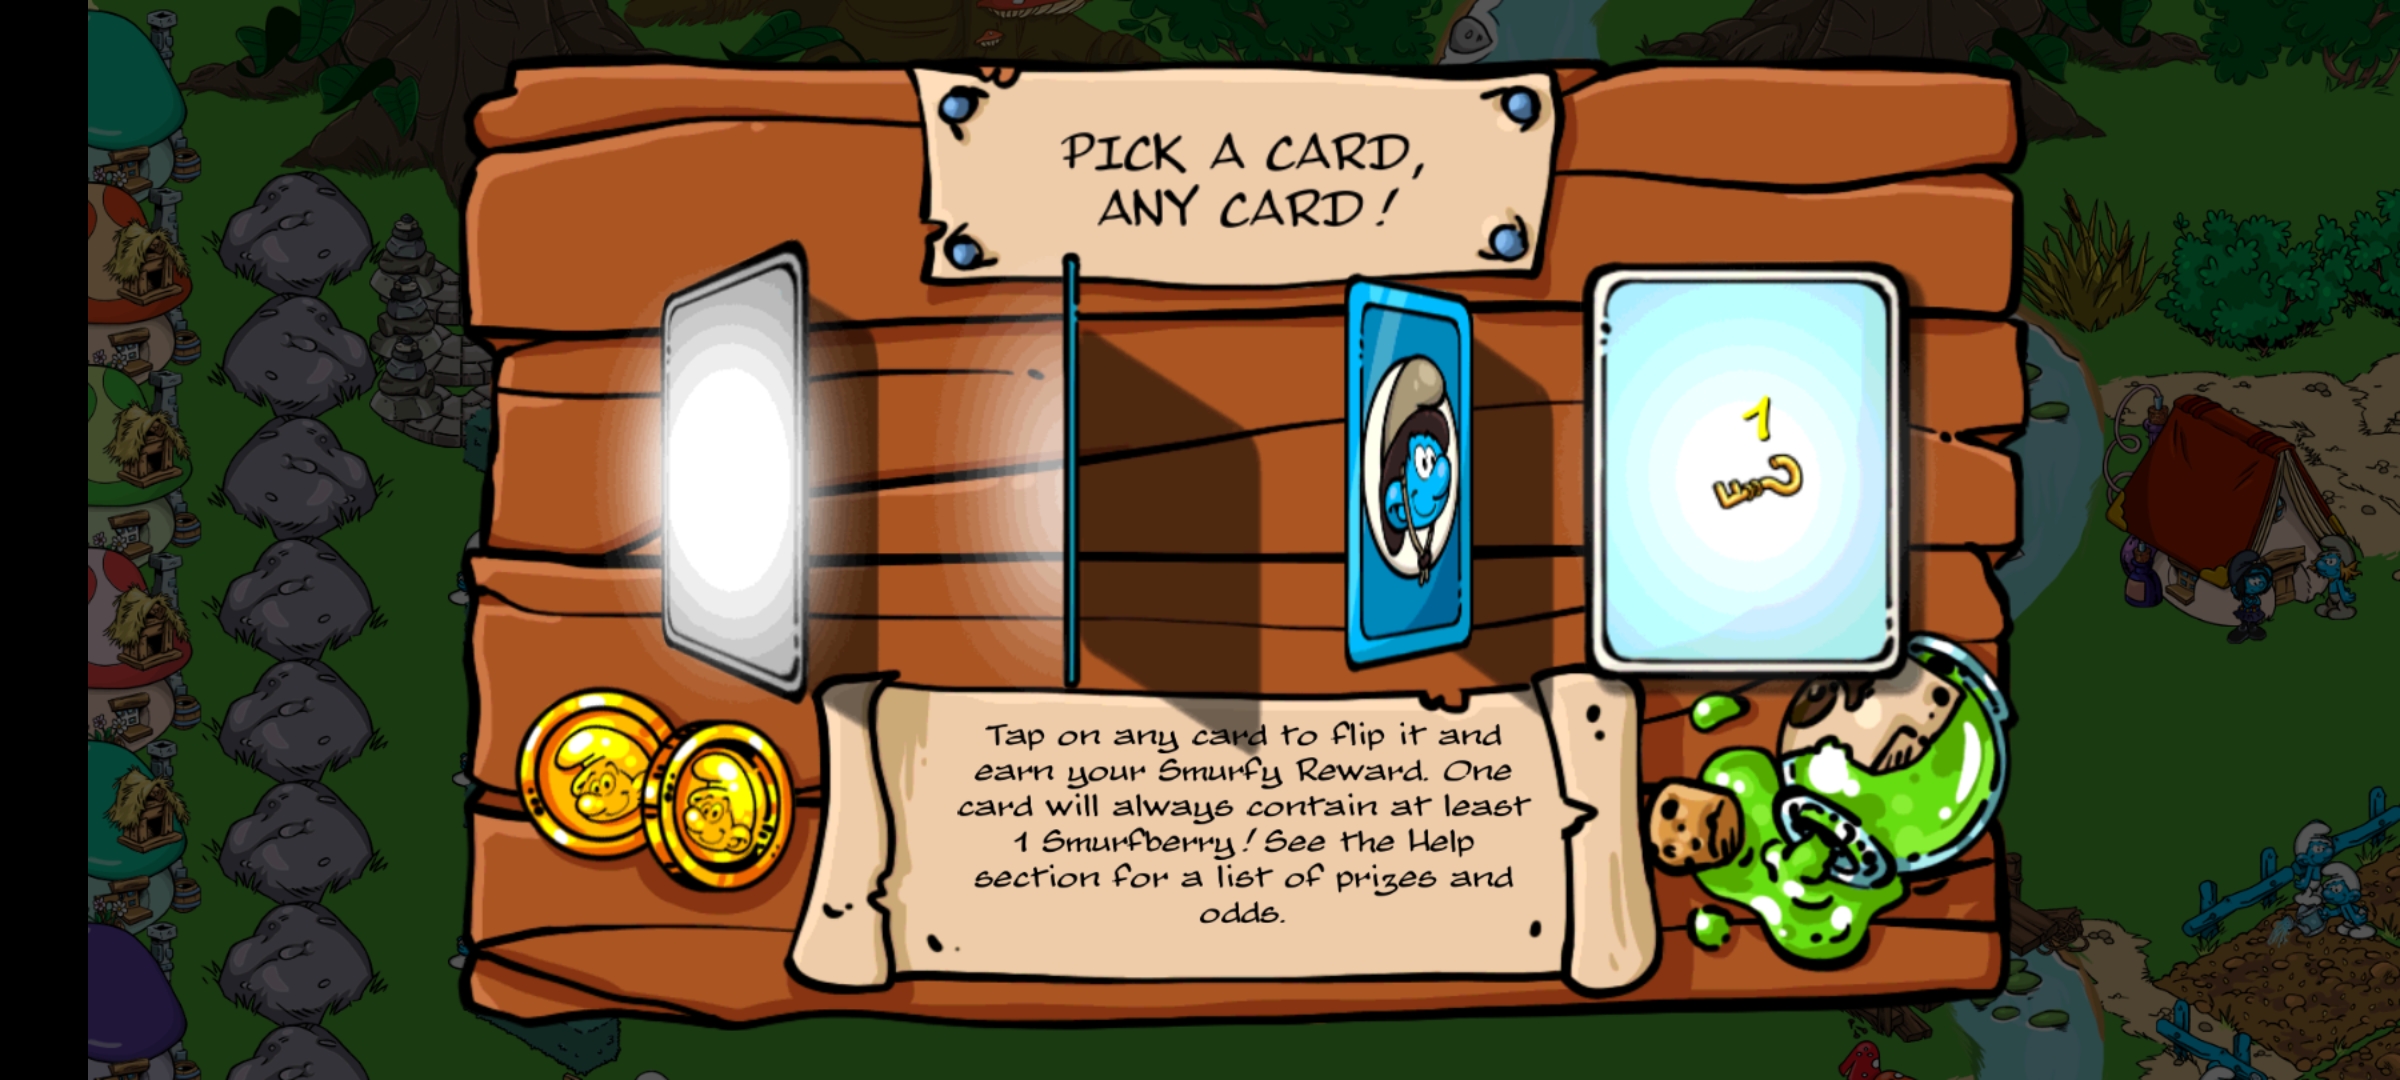 PICK A CARD,
ANY CARD!
1
Tap on any card to flip it and
earn your Smurfy Reward. One
card will always contain at least
1 Smurfberry! See the Help
section for a list of prizes and
odds.